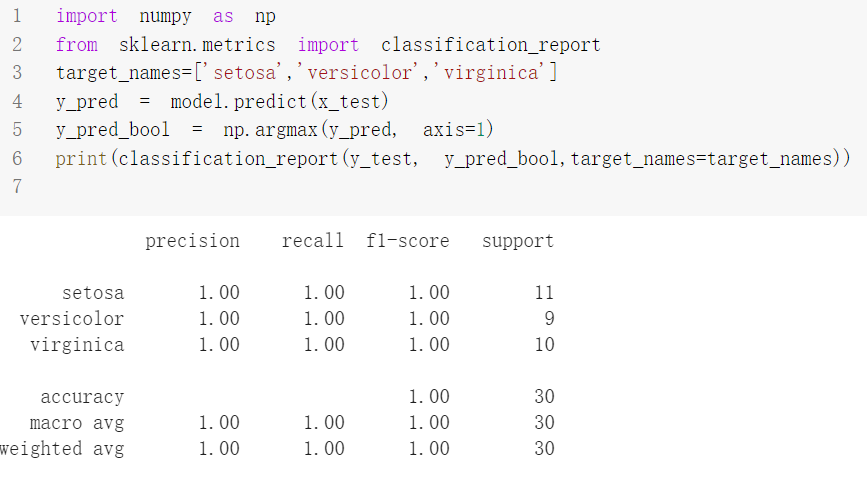 1 import numpy as np
2 from sklearn.metrics import classification_report
3 target_names=['setosa','versicolor','virginica']
4 y_pred = model.predict(x_test)
5 y_pred_bool = np.argmax(y_pred, axis=1)
6 print(classification_report(y_test, y_pred_bool,target_names=target_names))
7
precision recall f1-score support
setosa 1.00 1.00 1.00 11
versicolor 1.00 1.00 1.00 9
virginica 1.00 1.00 1.00 10
accuracy 1.00 30
macro avg 1.00 1.00 1.00 30
weighted avg 1.00 1.00 1.00 30